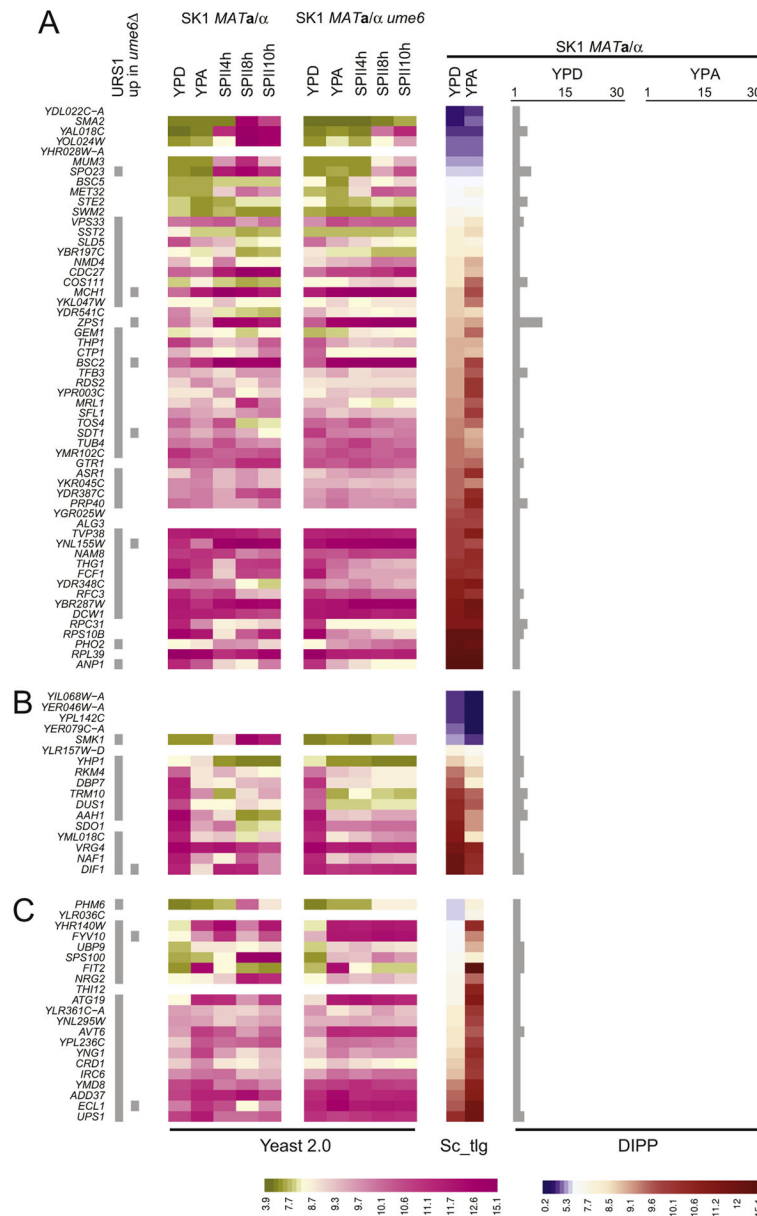 A
SK1 MATa/α
SK1 MATa/α ume6
SK1 MATa/α
URS1
up in ume6Δ
YPD YPA SPII4h SPII8h SPII10h
YPD YPA SPII4h SPII8h SPII10h
YPD YPA
YPD
YPA
1 15 30
1 15 30
YDL022C−A
SMA2
YAL018C
YOL024W
YHR028W−A
MUM3
SPO23
BSC5
MET32
STE2
SWM2
VPS33
SST2
SLD5
YBR197C
NMD4
CDC27
COS111
MCH1
YKL047W
YDR541C
ZPS1
GEM1
THP1
CTP1
BSC2
TFB3
RDS2
YPR003C
MRL1
SFL1
TOS4
SDT1
TUB4
YMR102C
GTR1
ASR1
YKR045C
YDR387C
PRP40
YGR025W
ALG3
TVP38
YNL155W
NAM8
THG1
FCF1
YDR348C
RFC3
YBR287W
DCW1
RPC31
RPS10B
PHO2
RPL39
ANP1
B
YIL068W−A
YER046W−A
YPL142C
YER079C−A
SMK1
YLR157W−D
YHP1
RKM4
DBP7
TRM10
DUS1
AAH1
SDO1
YML018C
VRG4
NAF1
DIF1
C
PHM6
YLR036C
YHR140W
FYV10
UBP9
SPS100
FIT2
NRG2
THI12
ATG19
YLR361C−A
YNL295W
AVT6
YPL236C
YNG1
CRD1
IRC6
YMD8
ADD37
ECL1
UPS1
Yeast 2.0
Sc_tlg
DIPP
3.9 7.7 8.7 9.7 10.1 10.6 11.1 11.7 12.6 15.1
0.2 5.3 7.7 8.5 9.1 9.6 10.1 10.6 11.2 12